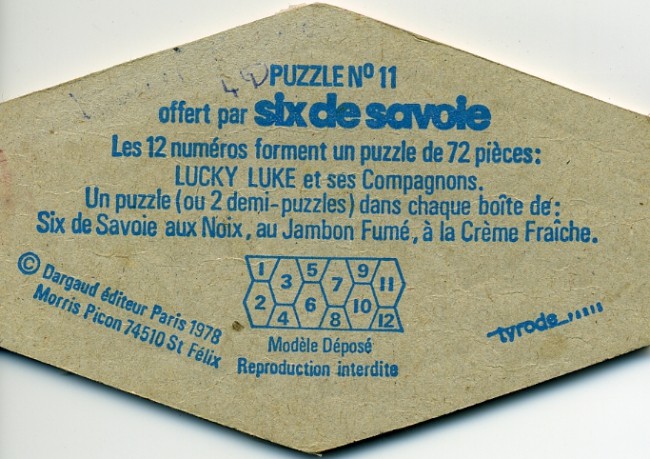 PUZZLE Nº 11
offert par six de savoie
Les 12 numéros forment un puzzle de 72 pièces:
LUCKY LUKE et ses Compagnons.
Un puzzle (ou 2 demi-puzzles) dans chaque boîte de:
Six de Savoie aux Noix, au Jambon Fumé, à la Crème Fraîche.
© Dargaud éditeur Paris 1978
Morris Picon 74510 St Félix
1 3 5 7 9 11
2 4 6 8 10 12
Modèle Déposé
Reproduction interdite
tyrode